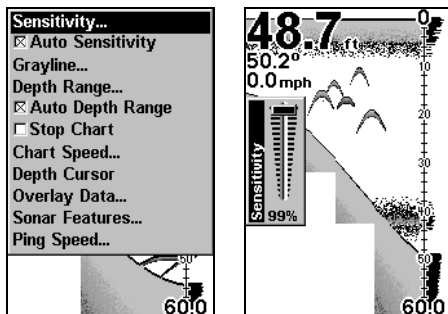 Sensitivity...
Auto Sensitivity
Grayline...
Depth Range...
Auto Depth Range
Stop Chart
Chart Speed...
Depth Cursor
Overlay Data...
Sonar Features...
Ping Speed...
50
60.0
48.7 ft
50.2°
0.0 mph
Sensitivity
99%
0
10
20
30
40
50
60.0